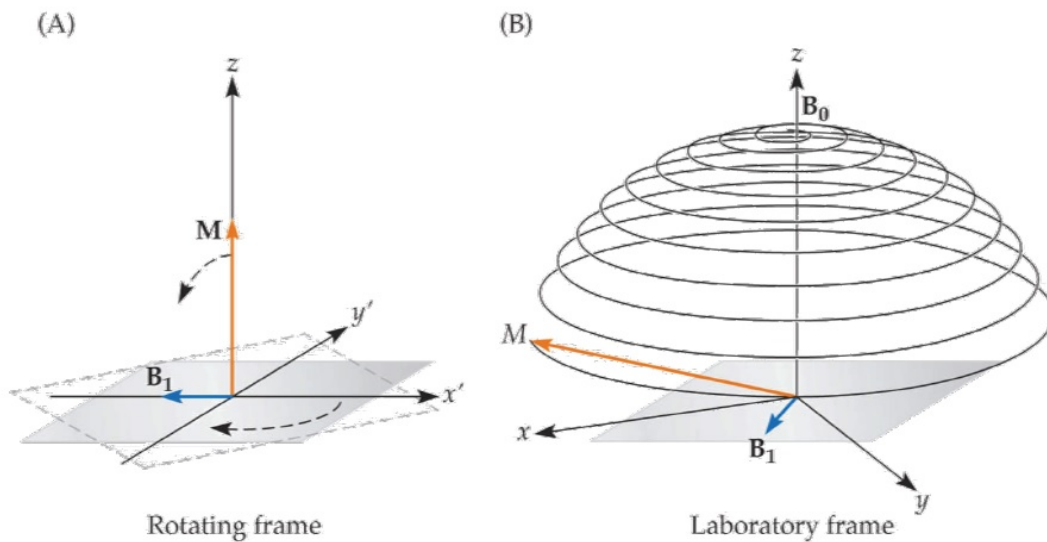 (A)
z
M
y′
B₁
x′
Rotating frame
(B)
z
B₀
M
x
B₁
y
Laboratory frame